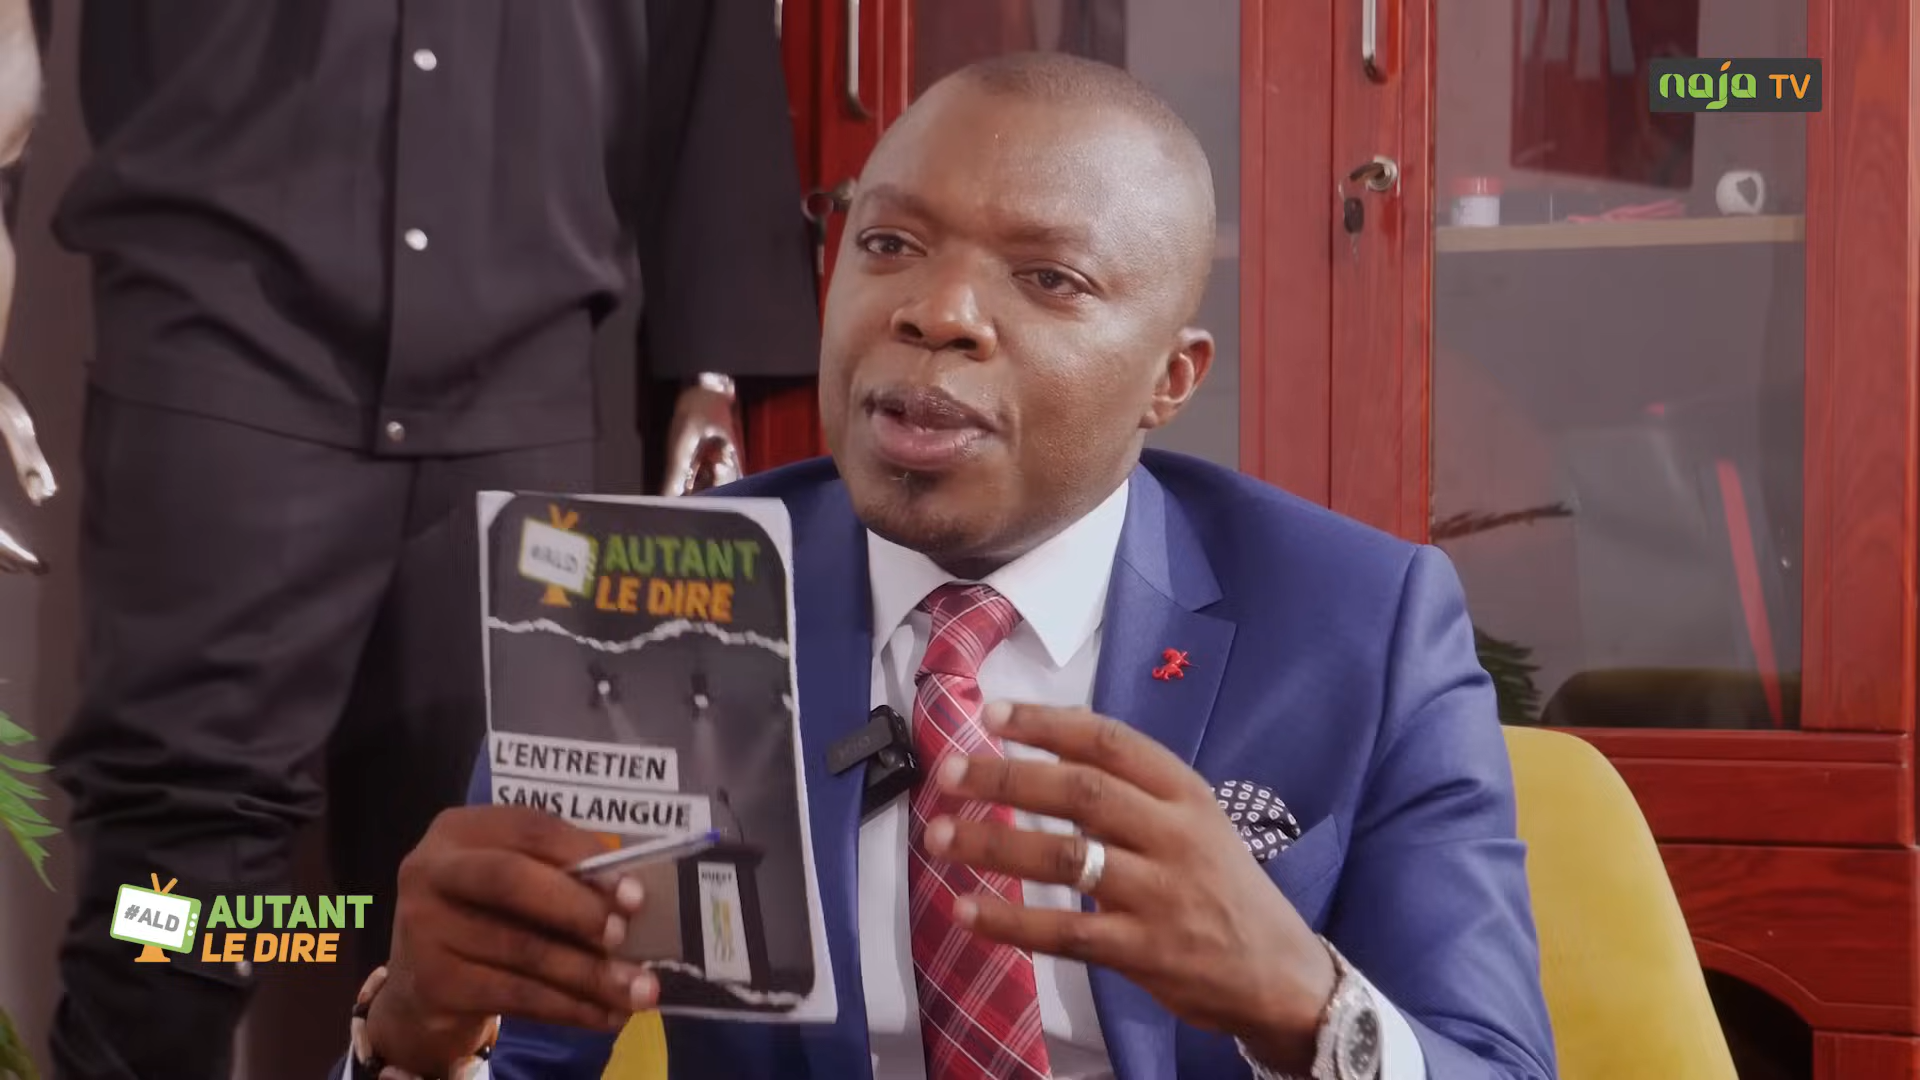 naja TV
#ALD
AUTANT
LE DIRE
L'ENTRETIEN
SANS LANGUE
#ALD
AUTANT
LE DIRE